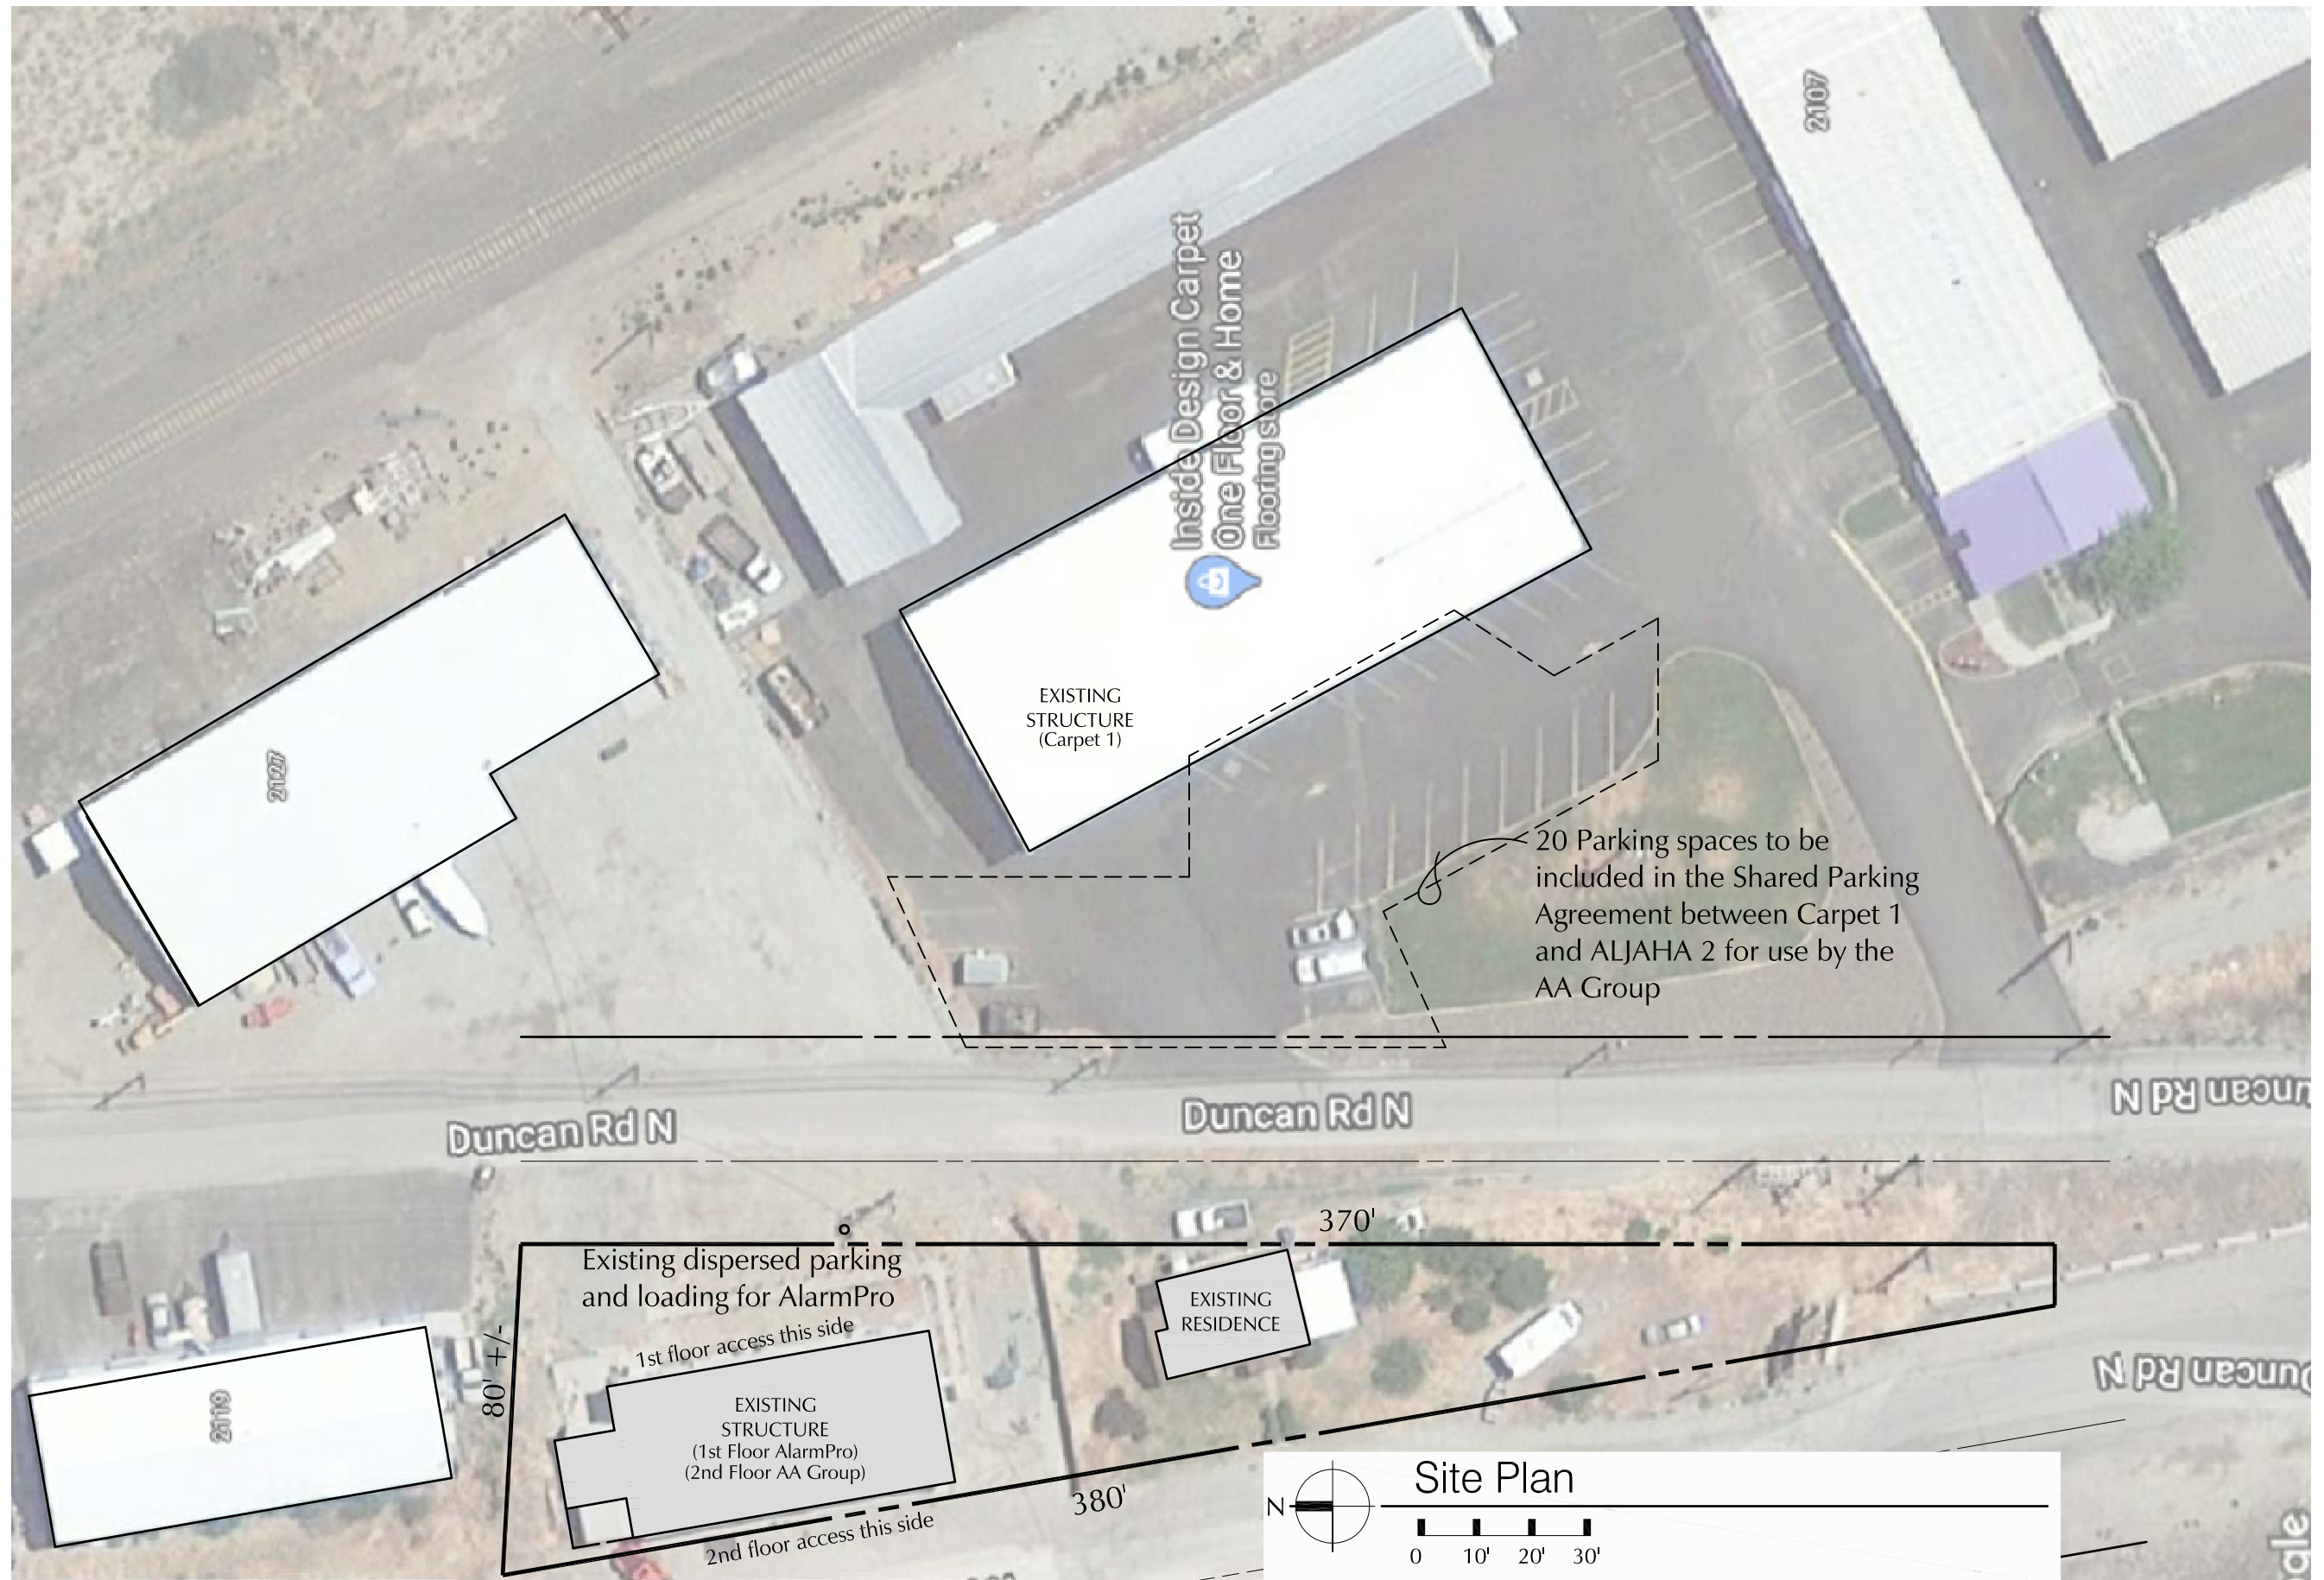 2107
Inside Design Carpet
One Floor & Home
Flooring store
EXISTING
STRUCTURE
(Carpet 1)
2127
20 Parking spaces to be
included in the Shared Parking
Agreement between Carpet 1
and ALJAHA 2 for use by the
AA Group
Duncan Rd N
Duncan Rd N
uncan Rd N
370'
Existing dispersed parking
and loading for AlarmPro
1st floor access this side
80' +/-
EXISTING
RESIDENCE
2119
EXISTING
STRUCTURE
(1st Floor AlarmPro)
(2nd Floor AA Group)
Duncan Rd N
380'
2nd floor access this side
N
Site Plan
0 10' 20' 30'